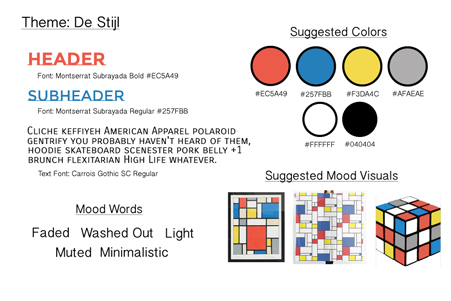 Theme: De Stijl
HEADER
Font: Montserrat Subrayada Bold #EC5A49
SUBHEADER
Font: Montserrat Subrayada Regular #257FBB
Cliche keffiyeh American Apparel polaroid
gentrify you probably haven't heard of them,
hoodie skateboard scenester pork belly +1
brunch flexitarian High Life whatever.
Text Font: Carrois Gothic SC Regular
Mood Words
Faded Washed Out Light
Muted Minimalistic
Suggested Colors
#EC5A49 #257FBB #F3DA4C #AFAEAE
#FFFFFF #040404
Suggested Mood Visuals